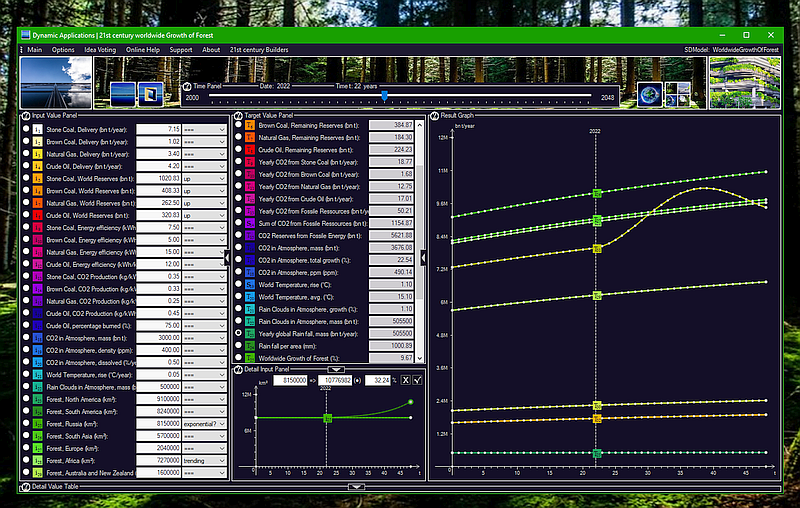 Dynamic Applications | 21st century worldwide Growth of Forest
Main Options Idea Voting Online Help Support About 21st century Builders
SDModel: WorldwideGrowthOfForest
Time Panel Date: 2022 Time t: 22 years
2000 2048
Input Value Panel
Stone Coal, Delivery (bn t/year): 7.15 ===
Brown Coal, Delivery (bn t/year): 1.02 ===
Natural Gas, Delivery (bn t/year): 3.40 ===
Crude Oil, Delivery (bn t/year): 4.20 ===
Stone Coal, World Reserves (bn t): 1020.83 up
Brown Coal, World Reserves (bn t): 408.33 up
Natural Gas, World Reserves (bn t): 262.50 up
Crude Oil, World Reserves (bn t): 320.83 up
Stone Coal, Energy efficiency (kWh 7.50 ===
Brown Coal, Energy efficiency (kWh 5.00 ===
Natural Gas, Energy efficiency (kW 15.00 ===
Crude Oil, Energy efficiency (kWh/ 12.00 ===
Stone Coal, CO2 Production (kg/k 0.35 ===
Brown Coal, CO2 Production (kg/k 0.33 ===
Natural Gas, CO2 Production (kg/k 0.25 ===
Crude Oil, CO2 Production (kg/kW 0.45 ===
Crude Oil, percentage burned (%): 75.00 ===
CO2 in Atmosphere, mass (bn t): 3000.00 ===
CO2 in Atmosphere, density (ppm): 400.00 ===
CO2 in Atmosphere, dissolved (%/y 0.50 ===
World Temperature, rise (°C/year): 0.05 ===
Rain Clouds in Atmosphere, mass (b 500000 ===
Forest, North America (km²): 9100000 ===
Forest, South America (km²): 8240000 ===
Forest, Russia (km²): 8150000 exponential?
Forest, South Asia (km²): 5700000 ===
Forest, Europe (km²): 2040000 ===
Forest, Africa (km²): 7270000 trending
Forest, Australia and New Zealand ( 1600000 ===
Target Value Panel
Brown Coal, Remaining Reserves (bn t): 384.87
Natural Gas, Remaining Reserves (bn t): 184.30
Crude Oil, Remaining Reserves (bn t): 224.23
Yearly CO2 from Stone Coal (bn t/year): 18.77
Yearly CO2 from Brown Coal (bn t/year): 1.68
Yearly CO2 from Natural Gas (bn t/year): 12.75
Yearly CO2 from Crude Oil (bn t/year): 17.01
Yearly CO2 from Fossile Ressources (bn t/y 50.21
Sum of CO2 from Fossile Ressources (bn t): 1154.87
CO2 Reserves from Fossile Energy (bn t): 5621.88
CO2 in Atmosphere, mass (bn t): 3676.08
CO2 in Atmosphere, total growth (%): 22.54
CO2 in Atmosphere, ppm (ppm): 490.14
World Temperature, rise (°C): 1.10
World Temperature, avg. (°C): 15.10
Rain Clouds in Atmosphere, growth (%): 1.10
Rain Clouds in Atmosphere, mass (bn t): 505500
Yearly global Rain fall, mass (bn t/year): 505500
Rain fall per area (mm): 1000.89
Worldwide Growth of Forest (%): 9.67
Detail Input Panel
km² 8150000 => 10776982 (•) 32.24 % X
2022
12M
6M
0 5 10 15 20 25 30 35 40 45 t
Result Graph
bn t/year
2022
12M
11M
9.6M
8.4M
7.2M
6M
4.8M
3.6M
2.4M
1.2M
0 5 10 15 20 25 30 35 40 45 t
Detail Value Table